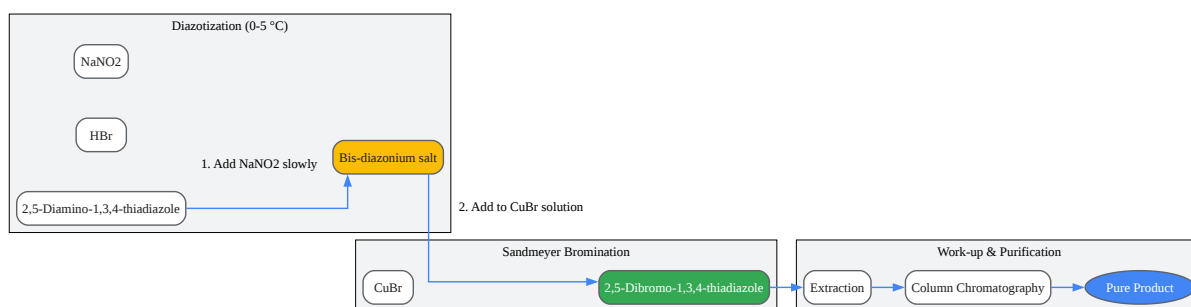 Diazotization (0-5 °C)
NaNO2
HBr
1. Add NaNO2 slowly
Bis-diazonium salt
2,5-Diamino-1,3,4-thiadiazole
2. Add to CuBr solution
Sandmeyer Bromination
CuBr
2,5-Dibromo-1,3,4-thiadiazole
Work-up & Purification
Extraction
Column Chromatography
Pure Product